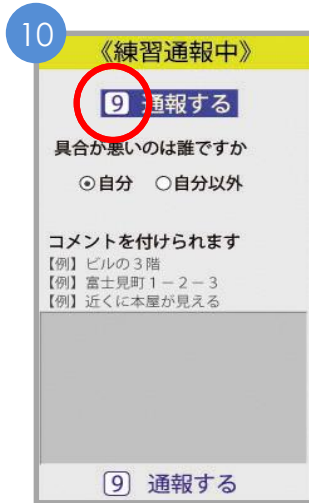 10
《練習通報中》
9 通報する
具合が悪いのは誰ですか
⊙自分 ○自分以外
コメントを付けられます
【例】ビルの3階
【例】富士見町1－2－3
【例】近くに本屋が見える
9 通報する